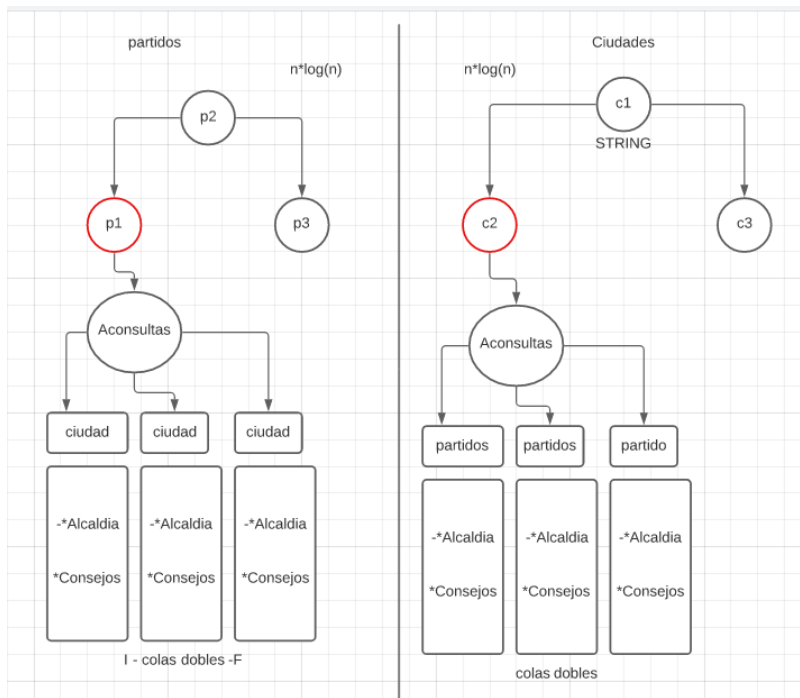 partidos
n*log(n)
p2
p1
p3
Aconsultas
ciudad
ciudad
ciudad
-*Alcaldia
-*Alcaldia
-*Alcaldia
*Consejos
*Consejos
*Consejos
I - colas dobles -F
Ciudades
n*log(n)
c1
STRING
c2
c3
Aconsultas
partidos
partidos
partido
-*Alcaldia
-*Alcaldia
-*Alcaldia
*Consejos
*Consejos
*Consejos
colas dobles